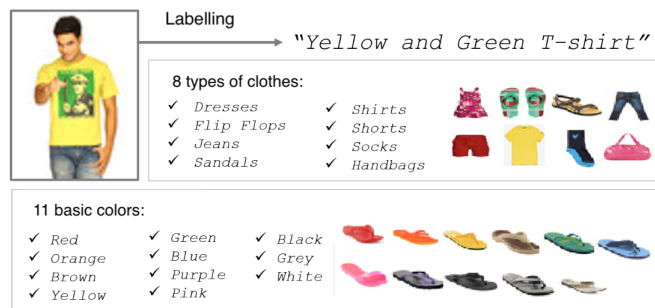 Labelling
"Yellow and Green T-shirt"
8 types of clothes:
✓ Dresses
✓ Flip Flops
✓ Jeans
✓ Sandals
✓ Shirts
✓ Shorts
✓ Socks
✓ Handbags
11 basic colors:
✓ Red
✓ Orange
✓ Brown
✓ Yellow
✓ Green
✓ Blue
✓ Purple
✓ Pink
✓ Black
✓ Grey
✓ White